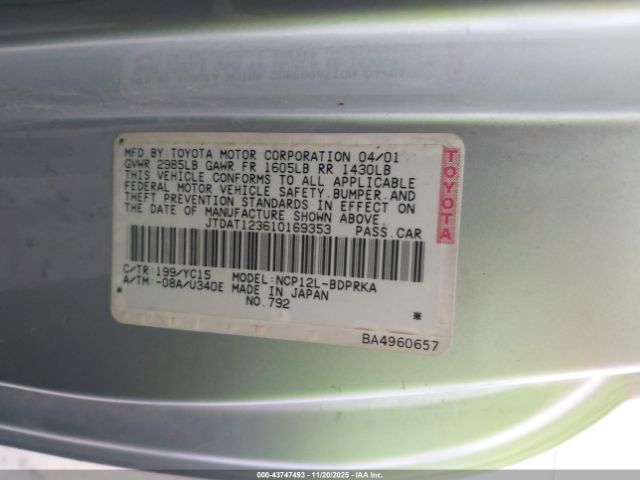 MFD BY: TOYOTA MOTOR CORPORATION 04/01
GVWR 2985LB GAWR FR 1605LB RR 1430LB
THIS VEHICLE CONFORMS TO ALL APPLICABLE
FEDERAL MOTOR VEHICLE SAFETY, BUMPER, AND
THEFT PREVENTION STANDARDS IN EFFECT ON
THE DATE OF MANUFACTURE SHOWN ABOVE.
JTDAT123610169353 PASS.CAR
TOYOTA
C/TR:199/YC15 MODEL:NCP12L-BDPRKA
A/TM:-08A/U340E MADE IN JAPAN
NO.792
*
BA4960657
000-43747493 - 11/20/2025 - IAA Inc.